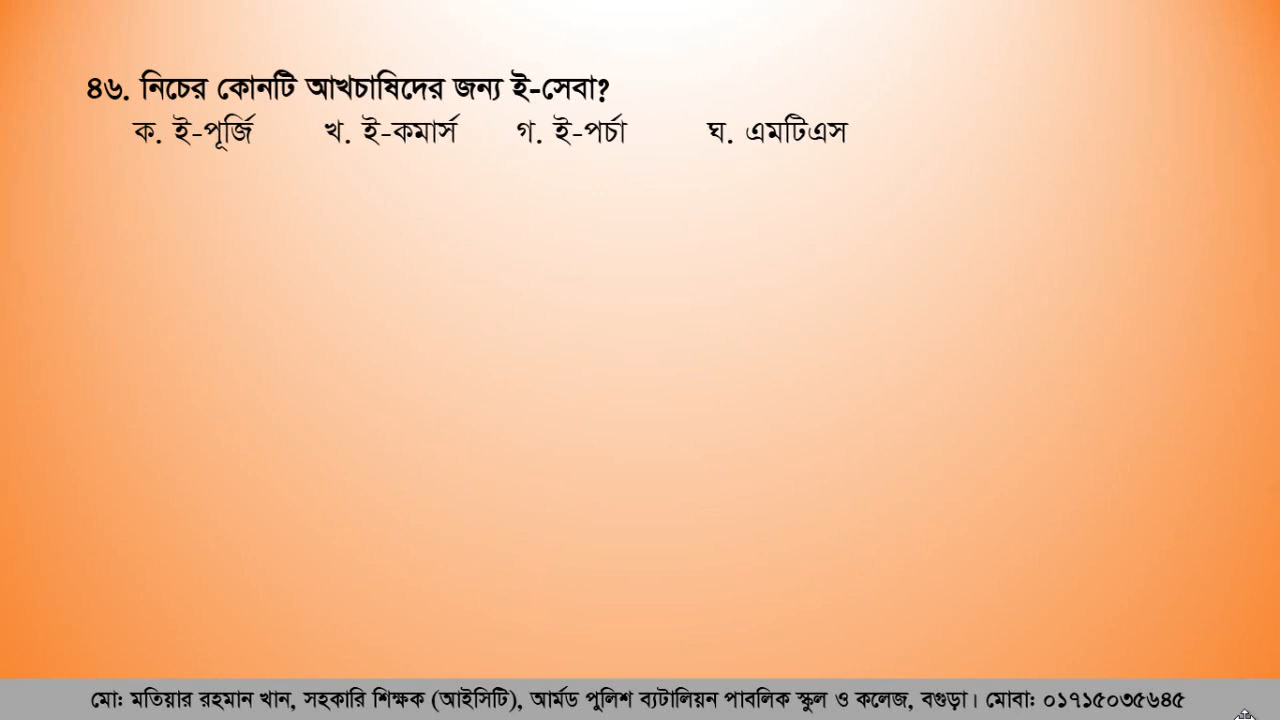 ৪৬. নিচের কোনটি আখচাষিদের জন্য ই-সেবা?
ক. ই-পূর্জি খ. ই-কমার্স গ. ই-পর্চা ঘ. এমটিএস
মো: মতিয়ার রহমান খান, সহকারি শিক্ষক (আইসিটি), আর্মড পুলিশ ব্যটালিয়ন পাবলিক স্কুল ও কলেজ, বগুড়া। মোবা: ০১৭১৫০৩৫৬৪৫